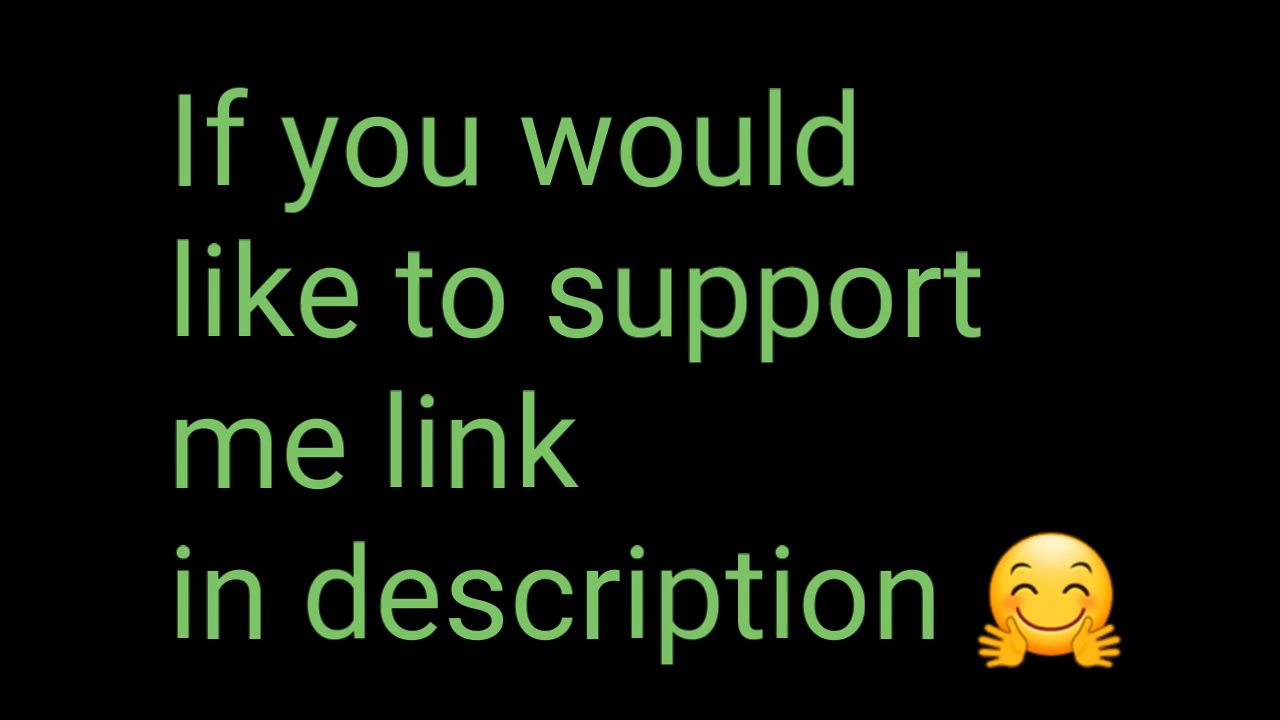 If you would
like to support
me link
in description 🤗